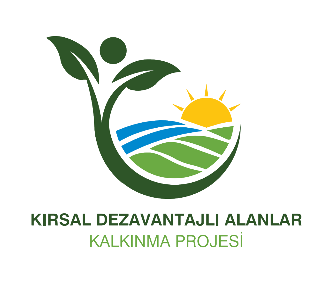 KIRSAL DEZAVANTAJLI ALANLAR
KALKINMA PROJESİ